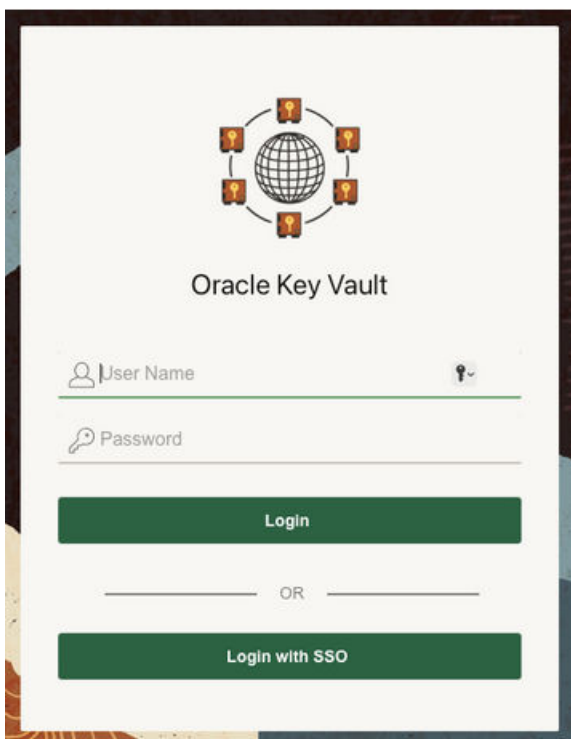 Oracle Key Vault
User Name
Password
Login
OR
Login with SSO